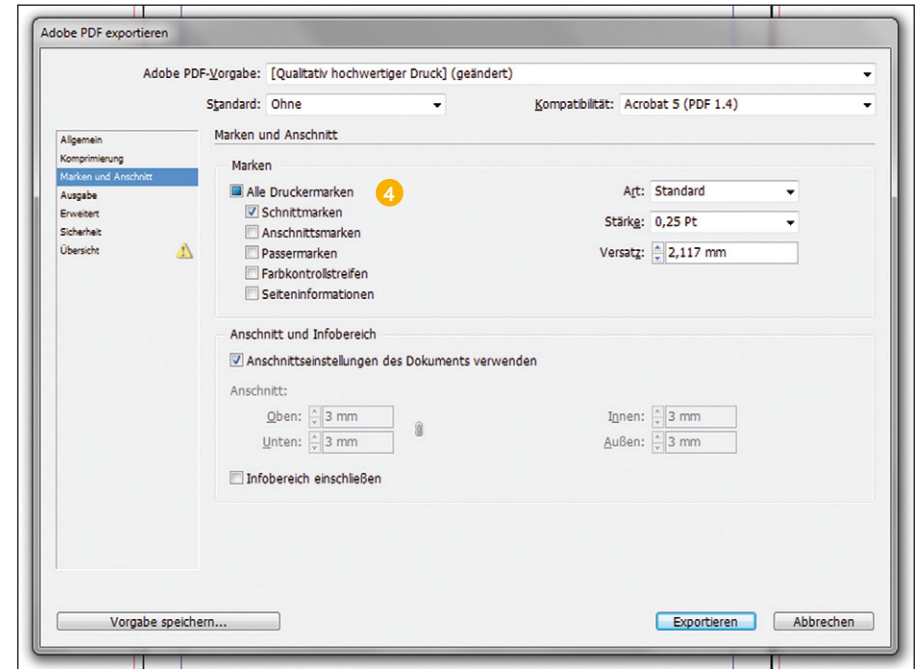 Adobe PDF exportieren
Adobe PDF-Vorgabe: [Qualitativ hochwertiger Druck] (geändert)
Standard: Ohne Kompatibilität: Acrobat 5 (PDF 1.4)
Allgemein
Komprimierung
Marken und Anschnitt
Ausgabe
Erweitert
Sicherheit
Übersicht
Marken und Anschnitt
Marken
Alle Druckermarken 4
Schnittmarken
Anschnittsmarken
Passermarken
Farbkontrollstreifen
Seiteninformationen
Art: Standard
Stärke: 0,25 Pt
Versatz: 2,117 mm
Anschnitt und Infobereich
Anschnittseinstellungen des Dokuments verwenden
Anschnitt:
Oben: 3 mm Innen: 3 mm
Unten: 3 mm Außen: 3 mm
Infobereich einschließen
Vorgabe speichern... Exportieren Abbrechen